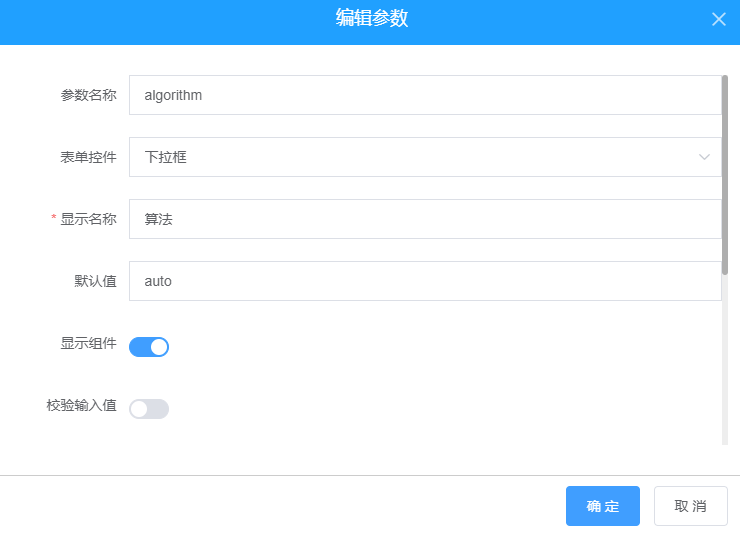 编辑参数
参数名称 algorithm
表单控件 下拉框
* 显示名称 算法
默认值 auto
显示组件
校验输入值
确定 取消